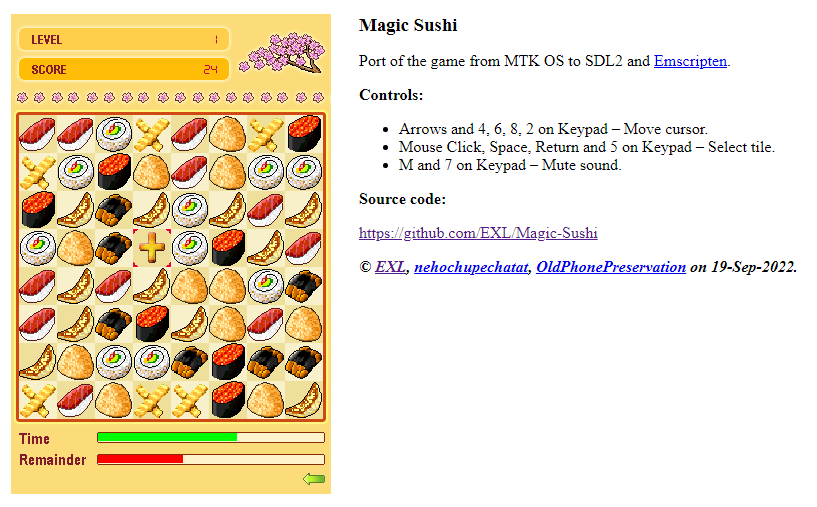 LEVEL 1
SCORE 24
Time
Remainder
Magic Sushi
Port of the game from MTK OS to SDL2 and Emscripten.
Controls:
• Arrows and 4, 6, 8, 2 on Keypad – Move cursor.
• Mouse Click, Space, Return and 5 on Keypad – Select tile.
• M and 7 on Keypad – Mute sound.
Source code:
https://github.com/EXL/Magic-Sushi
© EXL, nehochupechatat, OldPhonePreservation on 19-Sep-2022.